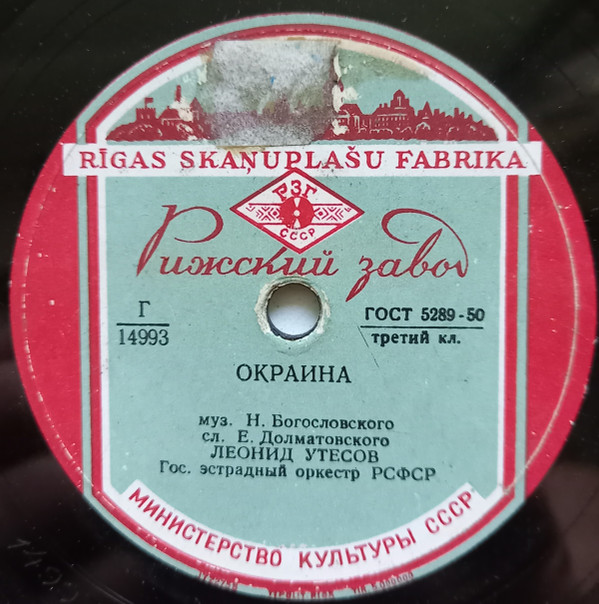 RĪGAS SKAŅUPLAŠU FABRIKA
РЗГ
СССР
Рижский завод
Г
14993
ГОСТ 5289-50
третий кл.
ОКРАИНА
муз. Н. Богословского
сл. Е. Долматовского
ЛЕОНИД УТЕСОВ
Гос. эстрадный оркестр РСФСР
МИНИСТЕРСТВО КУЛЬТУРЫ СССР